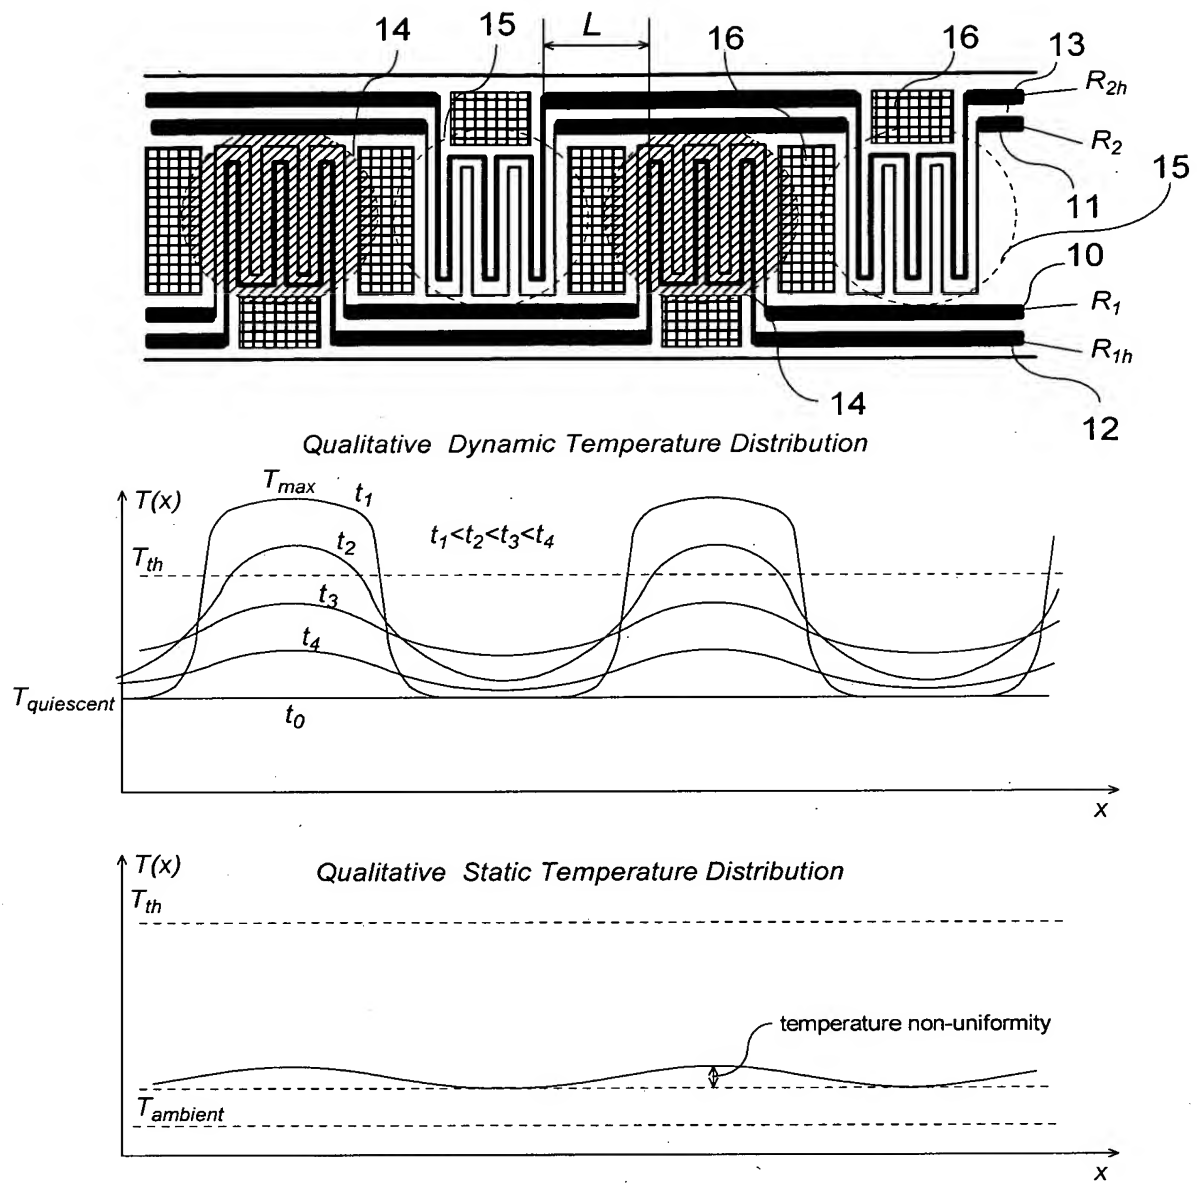 14
15
L
16
16
13
R2h
R2
15
11
10
R1
R1h
14
12
Qualitative Dynamic Temperature Distribution
T(x)
Tmax
t1
t2
t1<t2<t3<t4
Tth
t3
t4
Tquiescent
t0
x
T(x)
Qualitative Static Temperature Distribution
Tth
temperature non-uniformity
Tambient
x